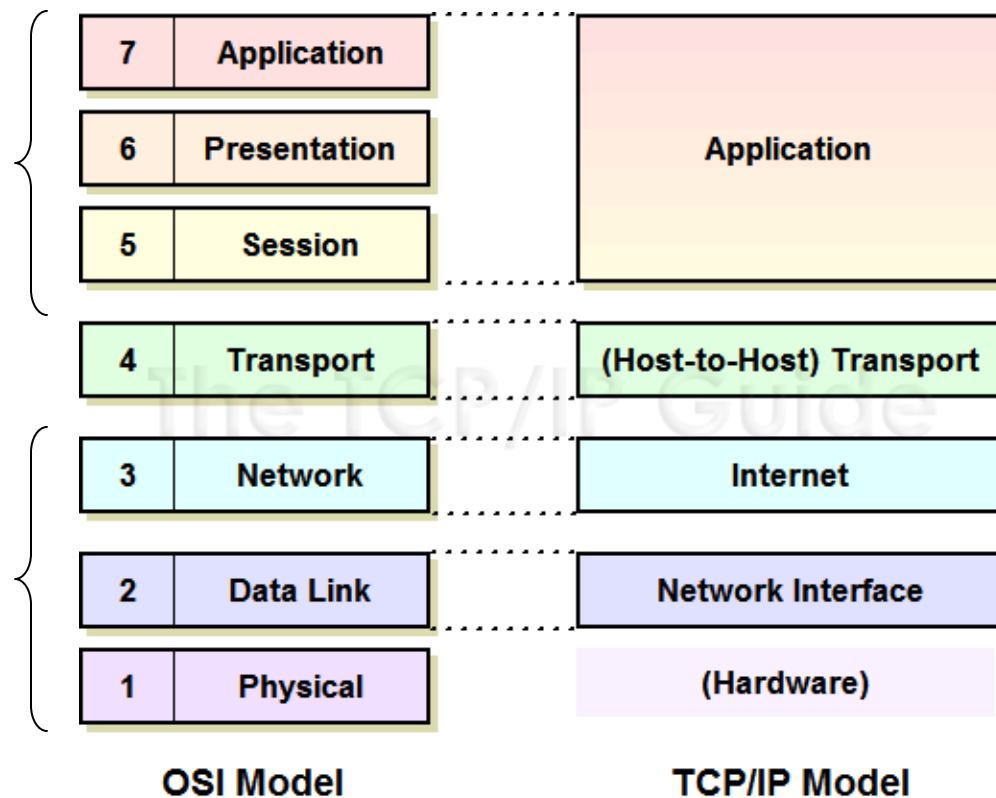 7 Application
6 Presentation
5 Session
4 Transport
3 Network
2 Data Link
1 Physical
OSI Model
Application
(Host-to-Host) Transport
Internet
Network Interface
(Hardware)
TCP/IP Model
The TCP/IP Guide